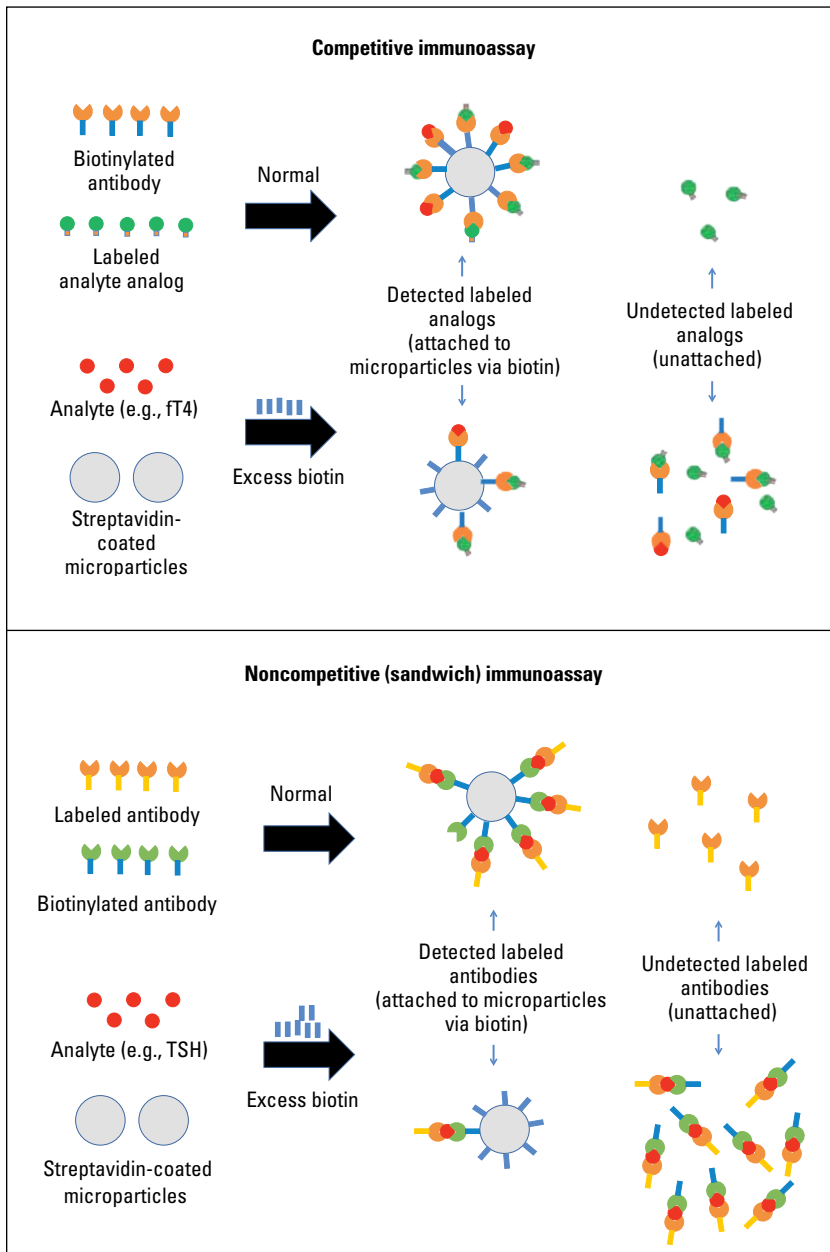 Competitive immunoassay
Biotinylated
antibody
Normal
Labeled
analyte analog
Detected labeled
analogs
(attached to
microparticles via biotin)
Undetected labeled
analogs
(unattached)
Analyte (e.g., fT4)
Excess biotin
Streptavidin-
coated
microparticles
Noncompetitive (sandwich) immunoassay
Labeled antibody
Normal
Biotinylated antibody
Detected labeled
antibodies
(attached to microparticles
via biotin)
Undetected labeled
antibodies
(unattached)
Analyte (e.g., TSH)
Excess biotin
Streptavidin-coated
microparticles